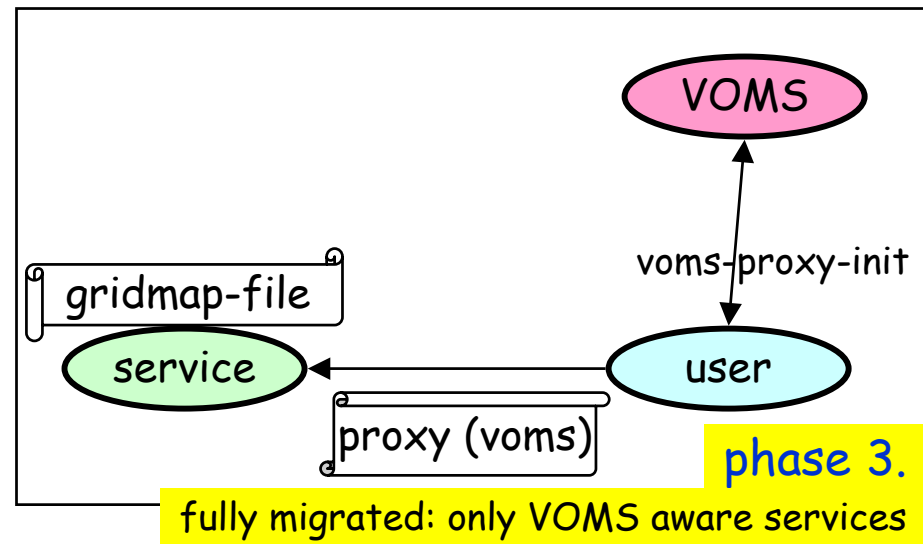 VOMS
voms-proxy-init
gridmap-file
service
user
proxy (voms)
phase 3.
fully migrated: only VOMS aware services